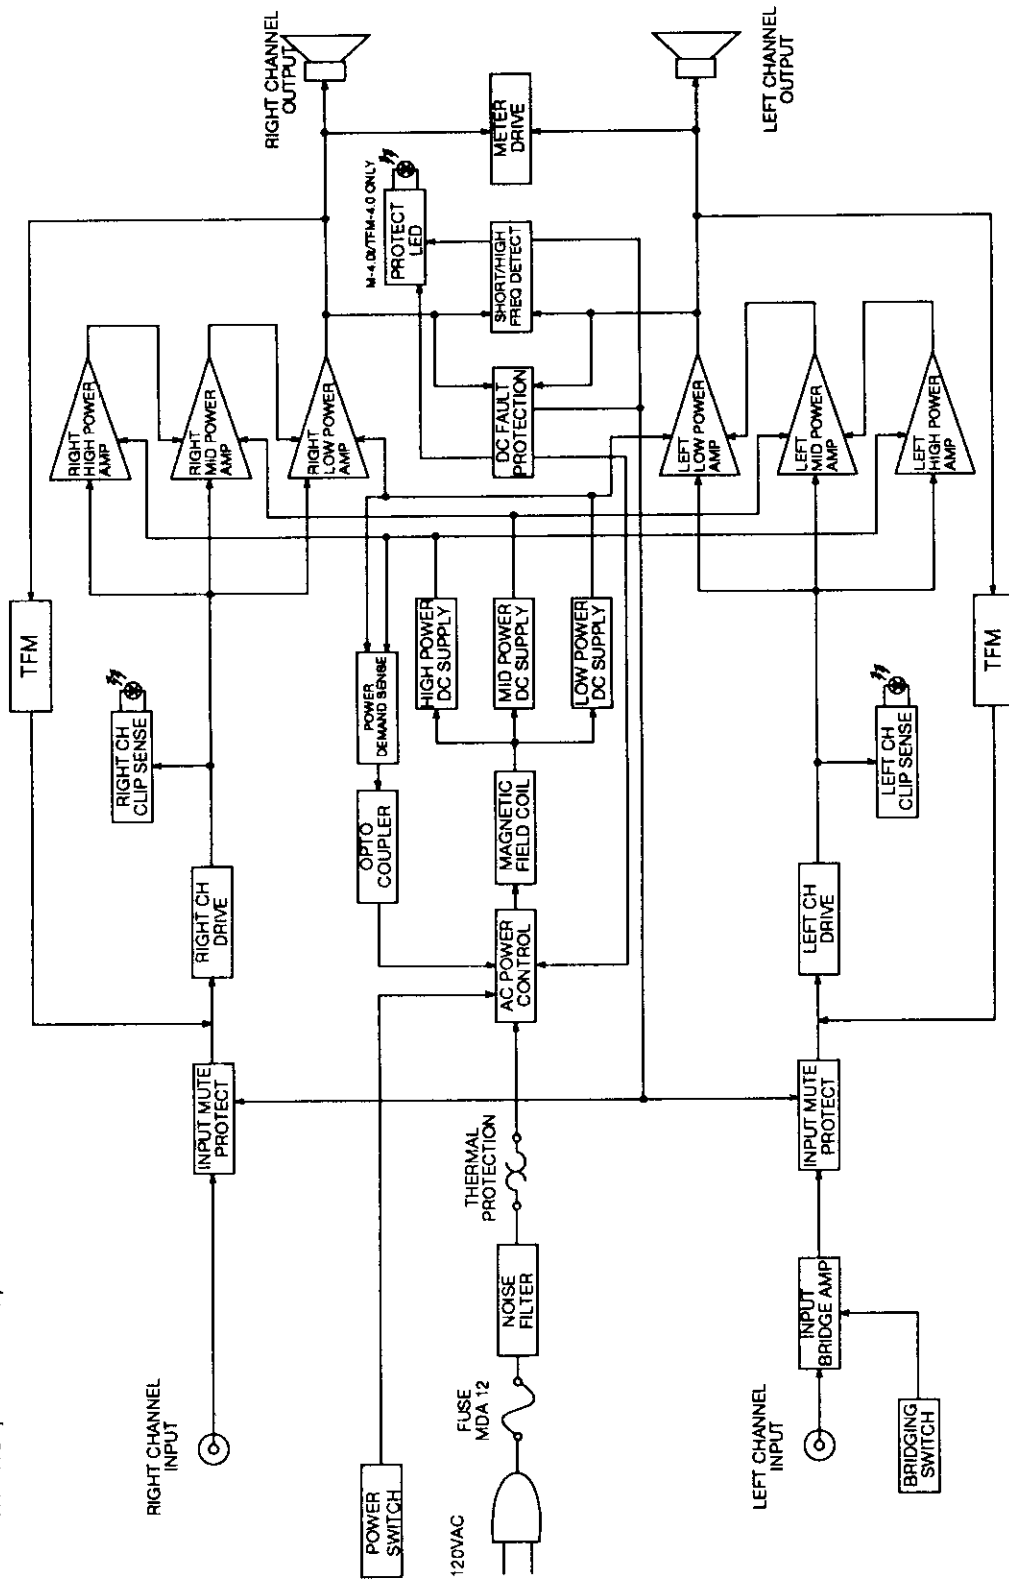 RIGHT CHANNEL
INPUT
INPUT MUTE
PROTECT
RIGHT CH
DRIVE
RIGHT CH
CLIP SENSE
TFM
RIGHT
HIGH POWER
AMP
RIGHT
MID POWER
AMP
RIGHT
LOW POWER
AMP
RIGHT CHANNEL
OUTPUT
POWER
SWITCH
OPTO
COUPLER
POWER
DEMAND SENSE
M-4.0t/TFM-4.0 ONLY
PROTECT
LED
120VAC
FUSE
MDA 12
NOISE
FILTER
THERMAL
PROTECTION
AC POWER
CONTROL
MAGNETIC
FIELD COIL
HIGH POWER
DC SUPPLY
MID POWER
DC SUPPLY
LOW POWER
DC SUPPLY
DC FAULT
PROTECTION
SHORT/HIGH
FREQ DETECT
METER
DRIVE
LEFT CHANNEL
INPUT
INPUT
BRIDGE AMP
BRIDGING
SWITCH
INPUT MUTE
PROTECT
LEFT CH
DRIVE
LEFT CH
CLIP SENSE
TFM
LEFT
LOW POWER
AMP
LEFT
MID POWER
AMP
LEFT
HIGH POWER
AMP
LEFT CHANNEL
OUTPUT